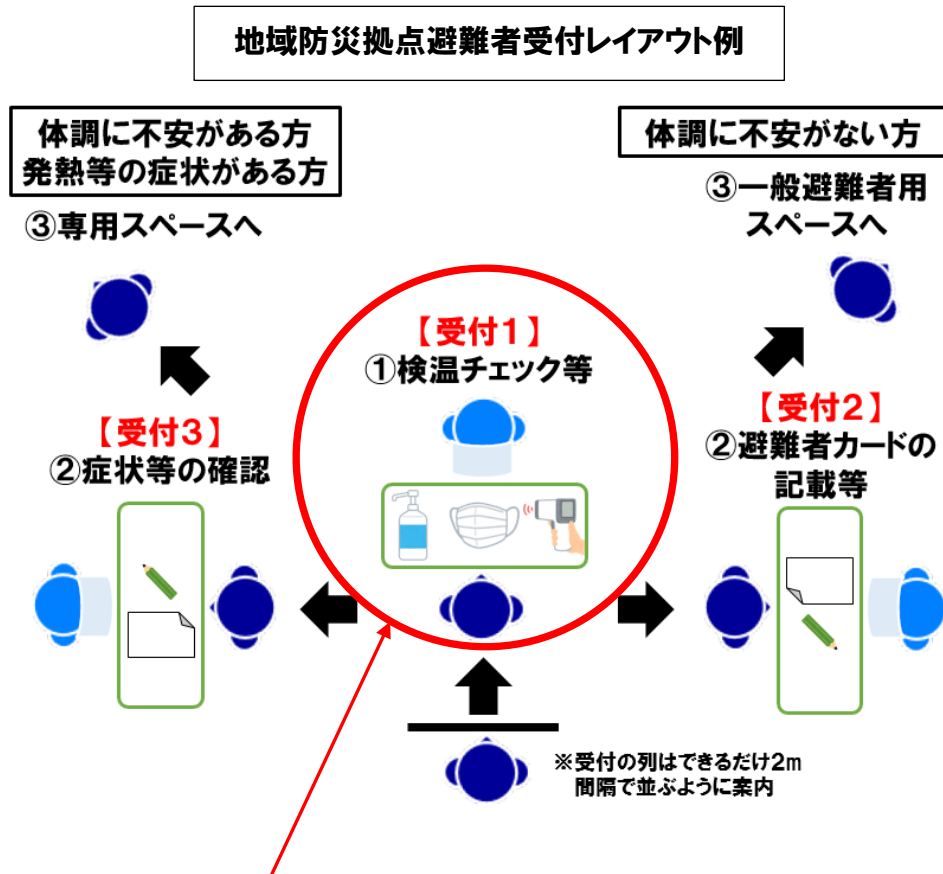 地域防災拠点避難者受付レイアウト例
体調に不安がある方
発熱等の症状がある方
③専用スペースへ
体調に不安がない方
③一般避難者用
スペースへ
【受付1】
①検温チェック等
【受付3】
②症状等の確認
【受付2】
②避難者カードの
記載等
※受付の列はできるだけ2m
間隔で並ぶように案内